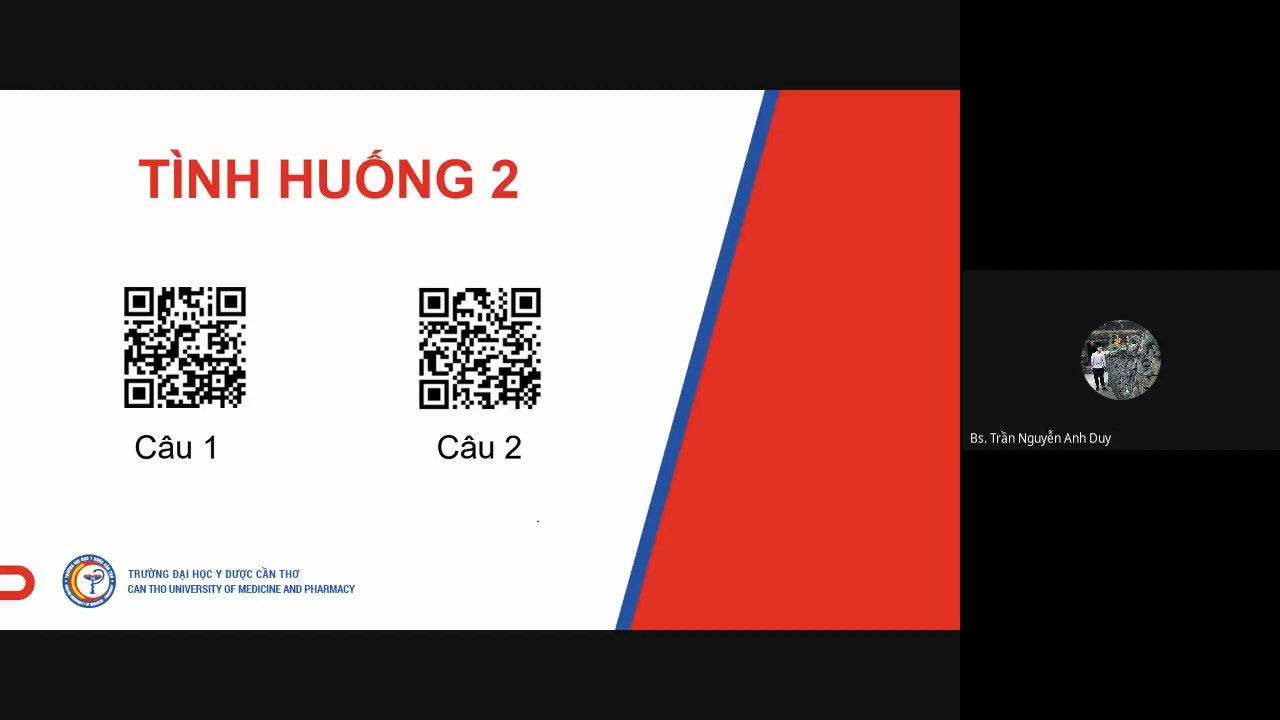 TÌNH HUỐNG 2
Câu 1
Câu 2
TRƯỜNG ĐẠI HỌC Y DƯỢC CẦN THƠ
CAN THO UNIVERSITY OF MEDICINE AND PHARMACY
Bs. Trần Nguyễn Anh Duy